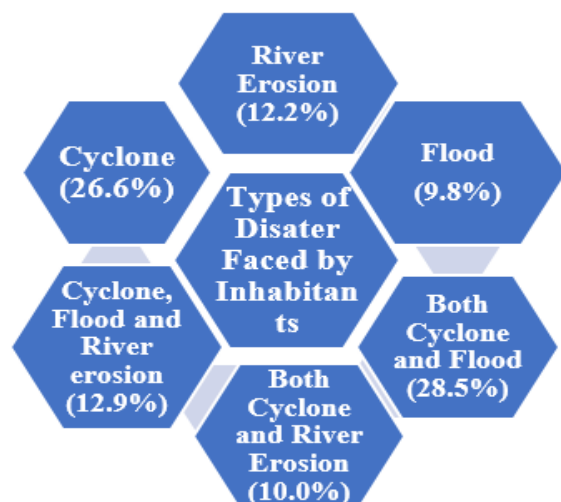 River
Erosion
(12.2%)
Flood
(9.8%)
Cyclone
(26.6%)
Types of
Disater
Faced by
Inhabitan
ts
Both
Cyclone
and Flood
(28.5%)
Cyclone,
Flood and
River
erosion
(12.9%)
Both
Cyclone
and River
Erosion
(10.0%)